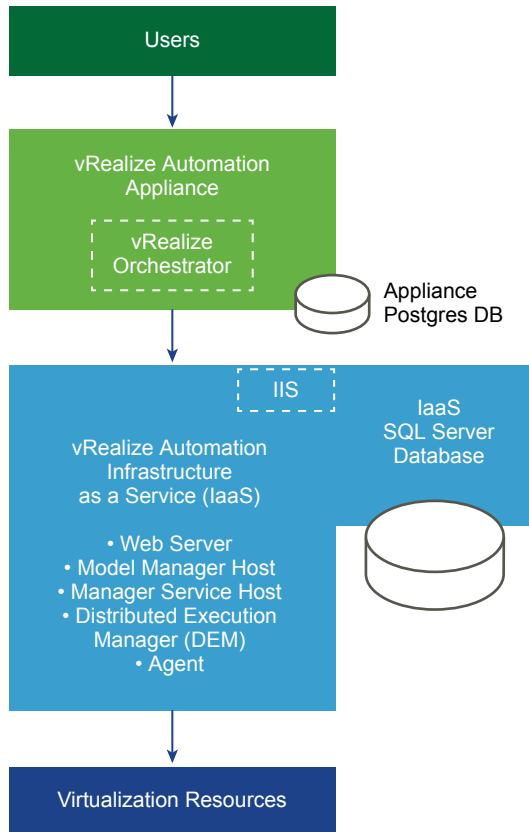 Users
vRealize Automation
Appliance
vRealize
Orchestrator
Appliance
Postgres DB
IIS
IaaS
SQL Server
Database
vRealize Automation
Infrastructure
as a Service (IaaS)
• Web Server
• Model Manager Host
• Manager Service Host
• Distributed Execution
Manager (DEM)
• Agent
Virtualization Resources